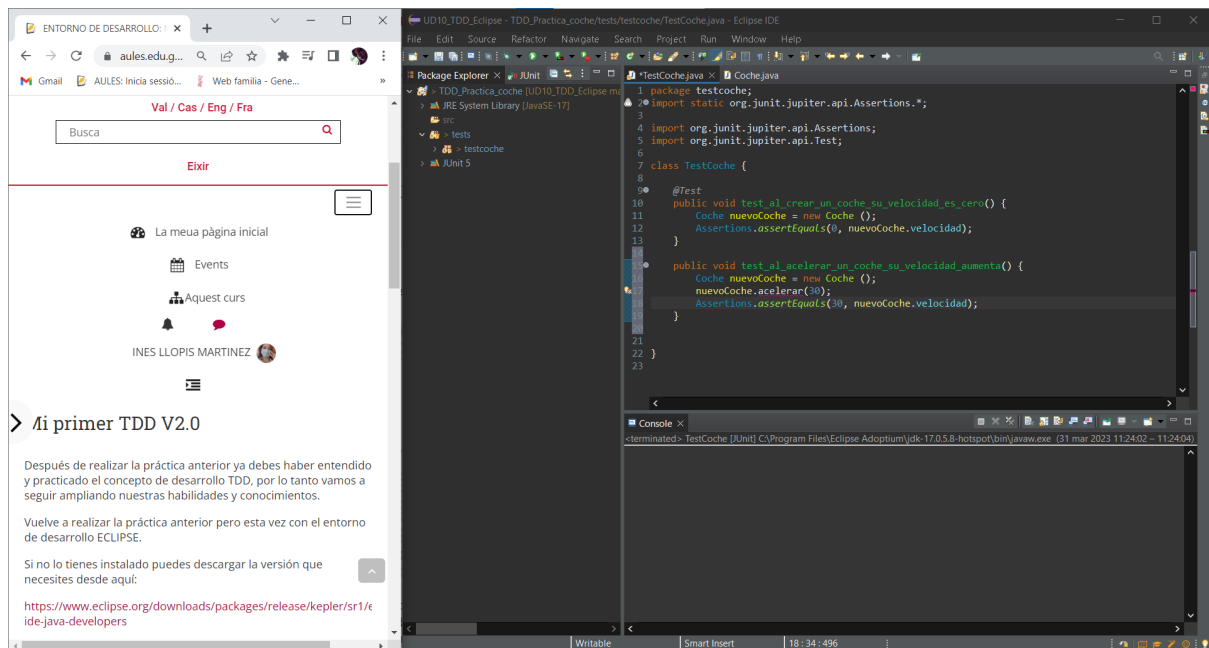 ENTORNO DE DESARROLLO: M
aules.edu.g...
Gmail
AULES: Inicia sessió...
Web familia - Gene...
»
Val / Cas / Eng / Fra
Busca
Eixir
La meua pàgina inicial
Events
Aquest curs
INES LLOPIS MARTINEZ
Mi primer TDD V2.0
Después de realizar la práctica anterior ya debes haber entendido
y practicado el concepto de desarrollo TDD, por lo tanto vamos a
seguir ampliando nuestras habilidades y conocimientos.
Vuelve a realizar la práctica anterior pero esta vez con el entorno
de desarrollo ECLIPSE.
Si no lo tienes instalado puedes descargar la versión que
necesites desde aquí:
https://www.eclipse.org/downloads/packages/release/kepler/sr1/e
ide-java-developers
UD10_TDD_Eclipse - TDD_Practica_coche/tests/testcoche/TestCoche.java - Eclipse IDE
File Edit Source Refactor Navigate Search Project Run Window Help
Package Explorer
JUnit
> TDD_Practica_coche [UD10_TDD_Eclipse ma
JRE System Library [JavaSE-17]
src
> tests
> testcoche
JUnit 5
*TestCoche.java
Coche.java
1 package testcoche;
2 import static org.junit.jupiter.api.Assertions.*;
3
4 import org.junit.jupiter.api.Assertions;
5 import org.junit.jupiter.api.Test;
6
7 class TestCoche {
8
9 @Test
10 public void test_al_crear_un_coche_su_velocidad_es_cero() {
11 Coche nuevoCoche = new Coche ();
12 Assertions.assertEquals(0, nuevoCoche.velocidad);
13 }
14
15 public void test_al_acelerar_un_coche_su_velocidad_aumenta() {
16 Coche nuevoCoche = new Coche ();
17 nuevoCoche.acelerar(30);
18 Assertions.assertEquals(30, nuevoCoche.velocidad);
19 }
20
21
22 }
23
Console
<terminated> TestCoche [JUnit] C:\Program Files\Eclipse Adoptium\jdk-17.0.5.8-hotspot\bin\javaw.exe (31 mar 2023 11:24:02 – 11:24:04)
Writable
Smart Insert
18 : 34 : 496